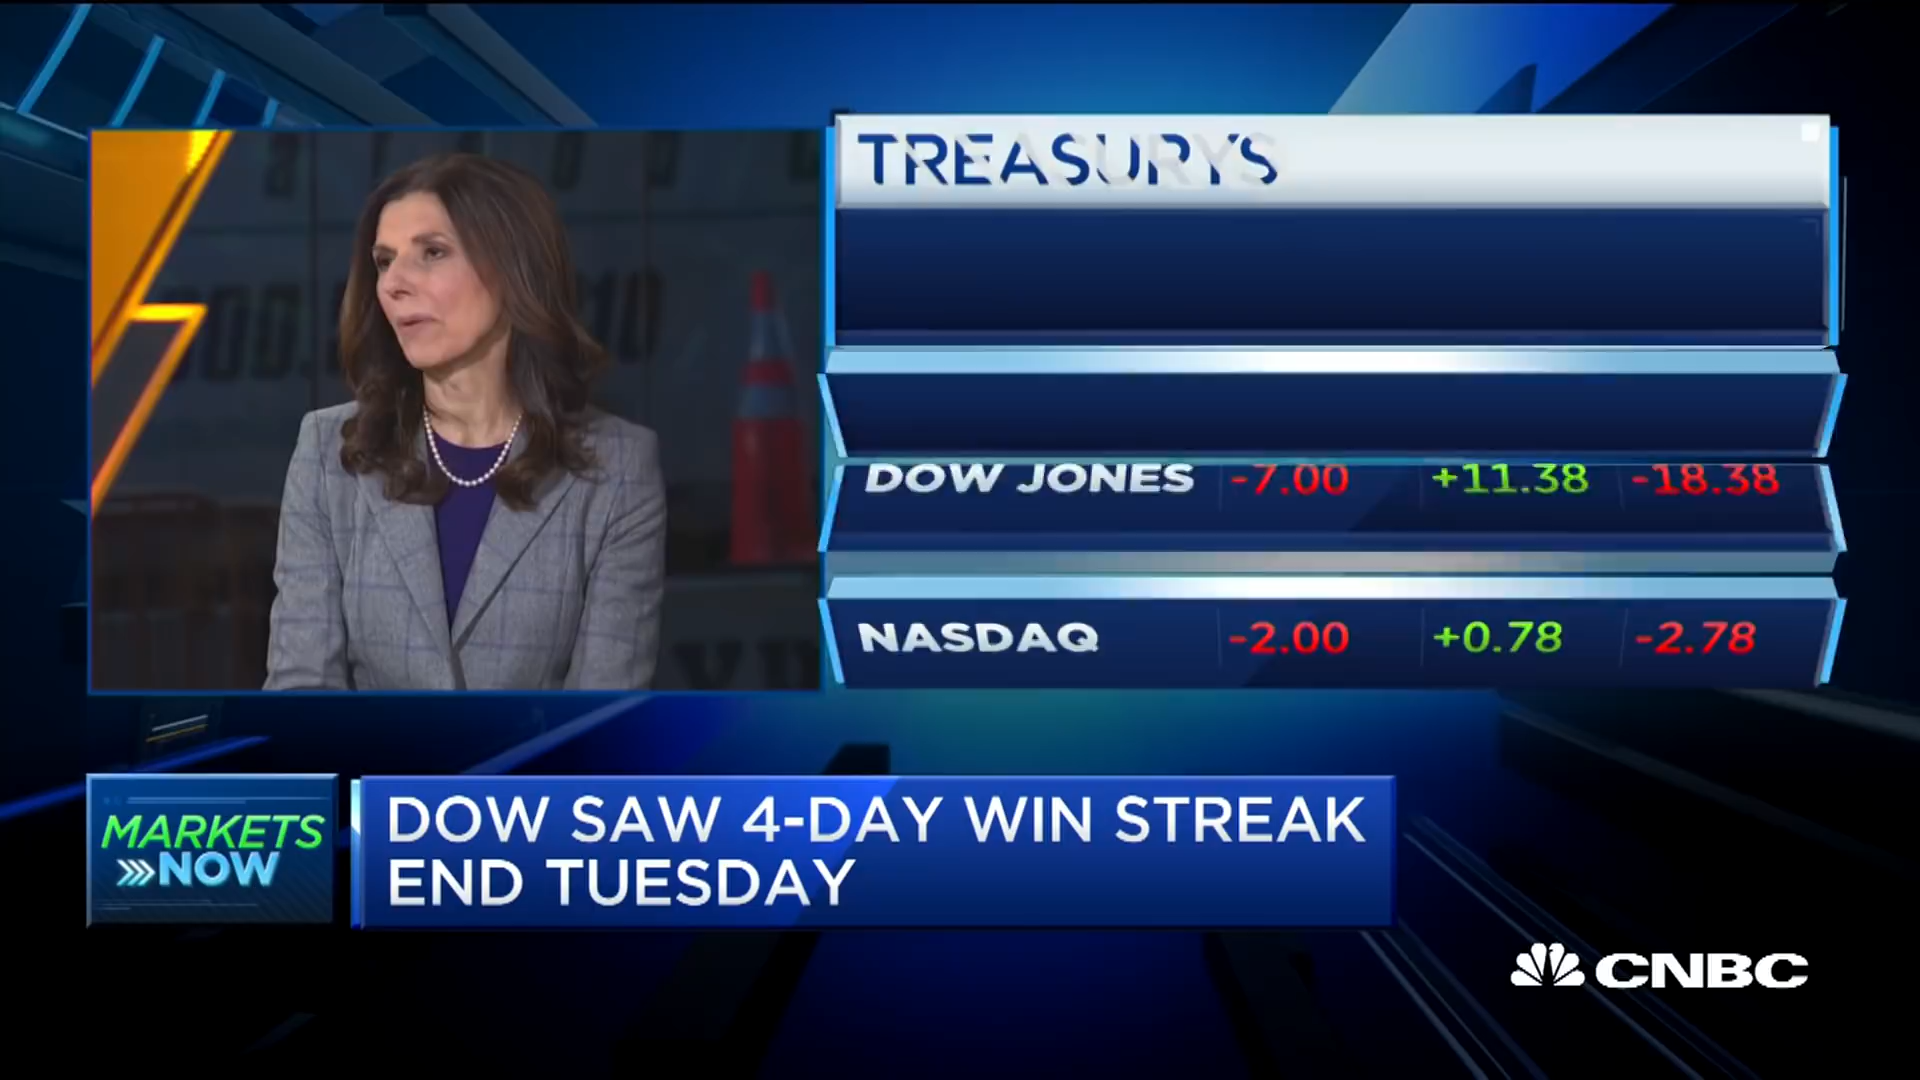 TREASURYS
DOW JONES -7.00 +11.38 -18.38
NASDAQ -2.00 +0.78 -2.78
MARKETS
NOW
DOW SAW 4-DAY WIN STREAK
END TUESDAY
CNBC